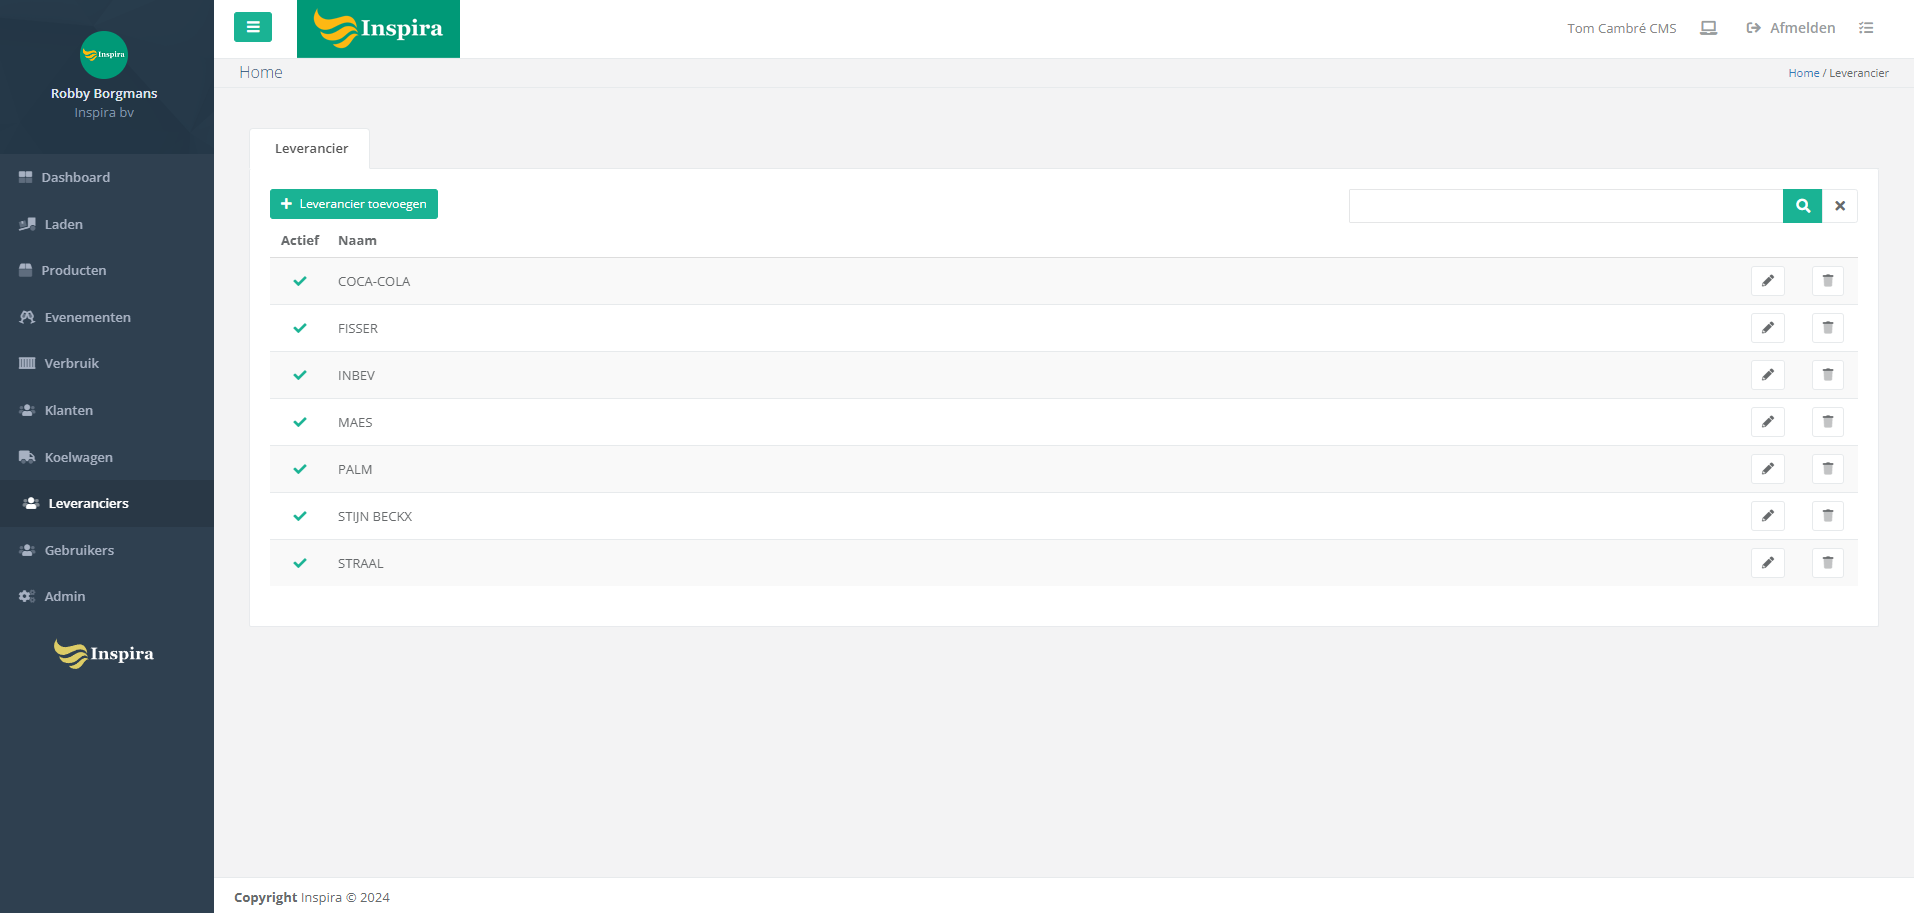 Inspira
Robby Borgmans
Inspira bv
Dashboard
Laden
Producten
Evenementen
Verbruik
Klanten
Koelwagen
Leveranciers
Gebruikers
Admin
Inspira
Inspira
Tom Cambré CMS
Afmelden
Home
Home / Leverancier
Leverancier
Leverancier toevoegen
Actief Naam
COCA-COLA
FISSER
INBEV
MAES
PALM
STIJN BECKX
STRAAL
Copyright Inspira © 2024